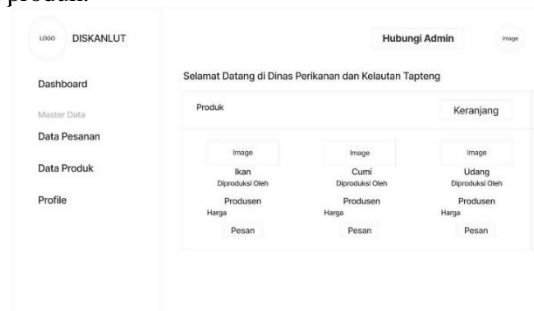 produk.
LOGO DISKANLUT
Hubungi Admin
Image
Dashboard
Master Data
Data Pesanan
Data Produk
Profile
Selamat Datang di Dinas Perikanan dan Kelautan Tapteng
Produk
Keranjang
Image
Ikan
Diproduksi Oleh
Produsen
Harga
Pesan
Image
Cumi
Diproduksi Oleh
Produsen
Harga
Pesan
Image
Udang
Diproduksi Oleh
Produsen
Harga
Pesan